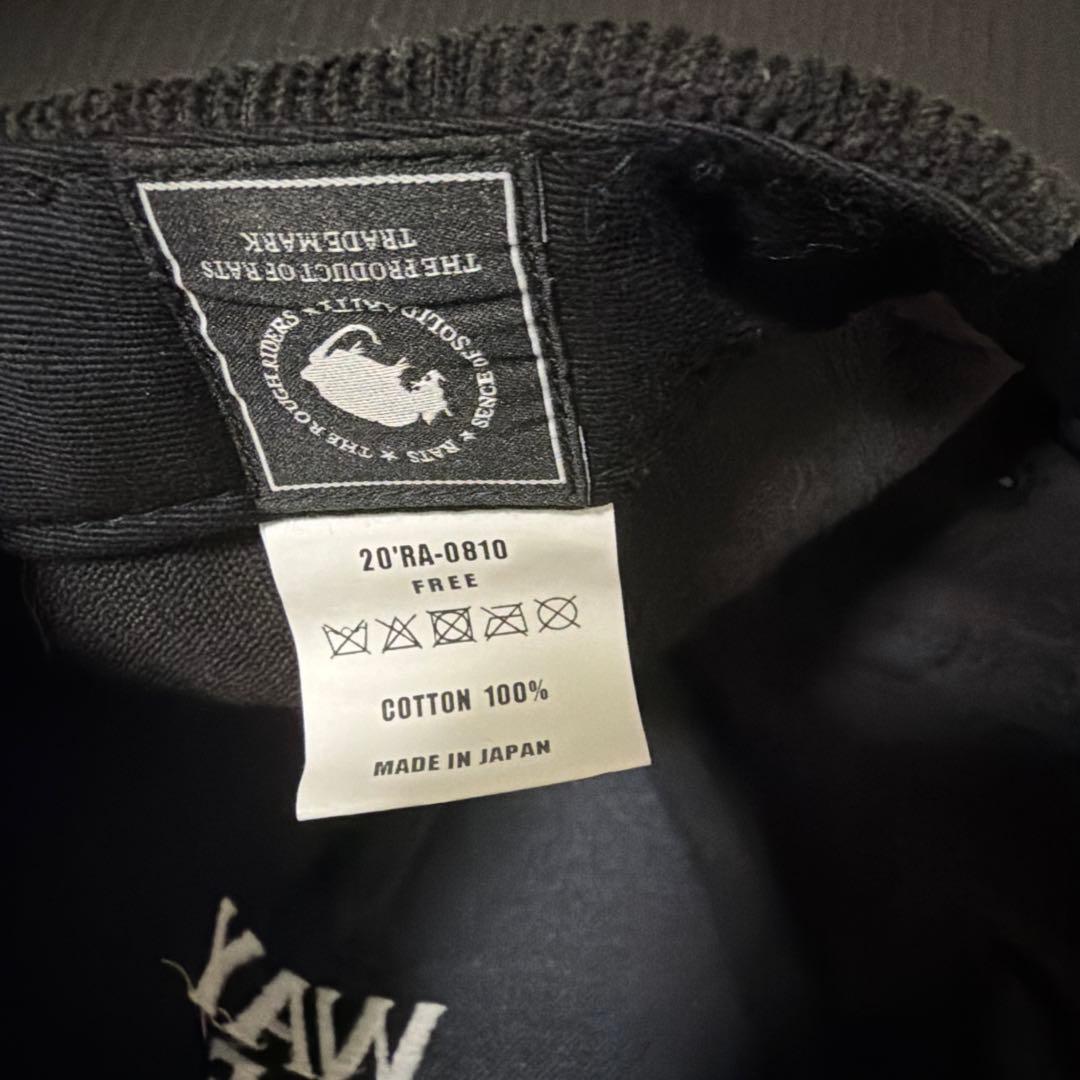 RATS ★ THE ROUGH RIDERS ★ SENCE OF SOLIDARITY ★
THE PRODUCT OF RATS
TRADEMARK
20'RA-0810
FREE
COTTON 100%
MADE IN JAPAN